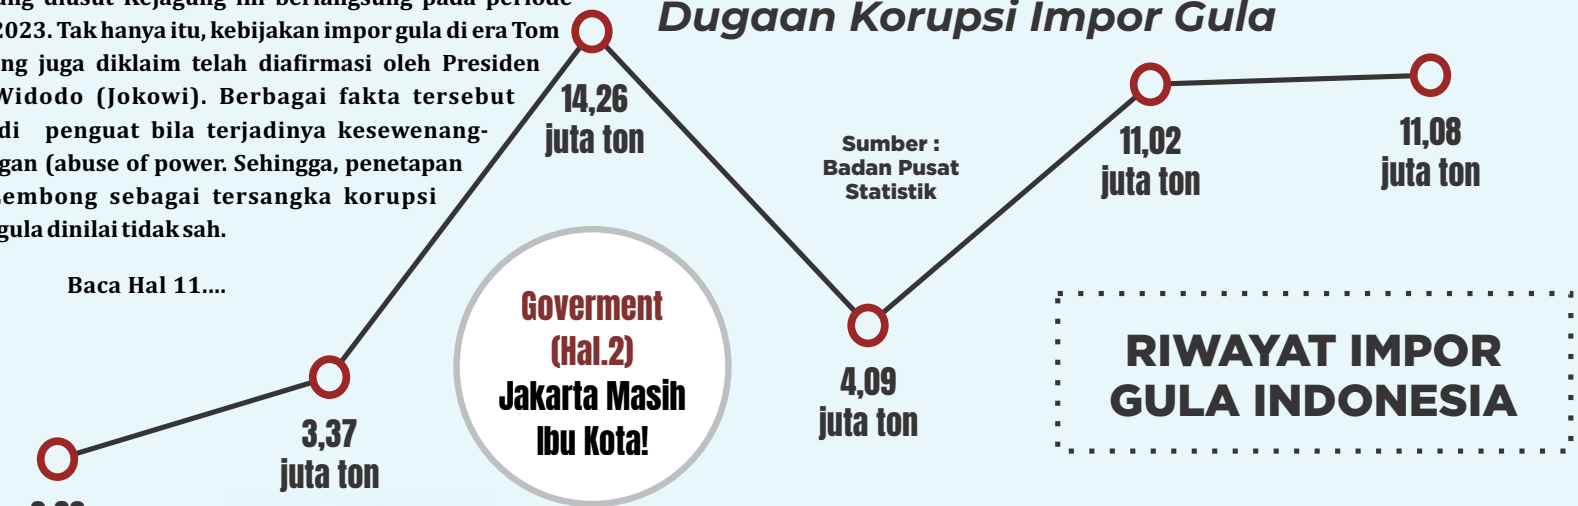 Dugaan Korupsi Impor Gula
2023. Tak hanya itu, kebijakan impor gula di era Tom
juga diklaim telah diafirmasi oleh Presiden
Widodo (Jokowi). Berbagai fakta tersebut
penguat bila terjadinya kesewenang-
(abuse of power. Sehingga, penetapan
Lembong sebagai tersangka korupsi
gula dinilai tidak sah.
Baca Hal 11....
3,37
juta ton
14,26
juta ton
Goverment
(Hal.2)
Jakarta Masih
Ibu Kota!
Sumber :
Badan Pusat
Statistik
4,09
juta ton
11,02
juta ton
11,08
juta ton
RIWAYAT IMPOR
GULA INDONESIA